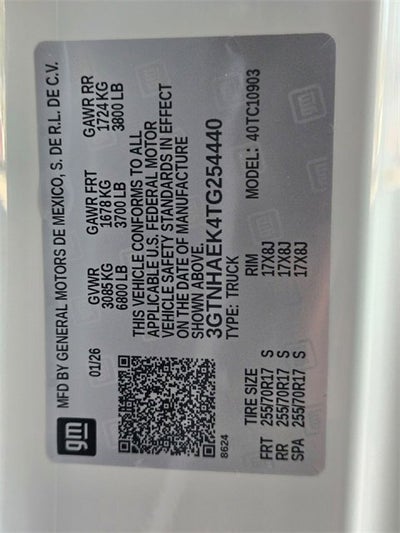 gm
MFD BY GENERAL MOTORS DE MEXICO, S. DE R.L. DE C.V.
01/26
GVWR GAWR FRT GAWR RR
3085KG 1678 KG 1724 KG
6800 LB 3700 LB 3800 LB
THIS VEHICLE CONFORMS TO ALL
APPLICABLE U.S. FEDERAL MOTOR
VEHICLE SAFETY STANDARDS IN EFFECT
ON THE DATE OF MANUFACTURE
SHOWN ABOVE.
3GTNHAEK4TG254440
TYPE: TRUCK MODEL: 40TC10903
8624
TIRE SIZE RIM
FRT 255/70R17 S 17X8J
RR 255/70R17 S 17X8J
SPA 255/70R17 S 17X8J